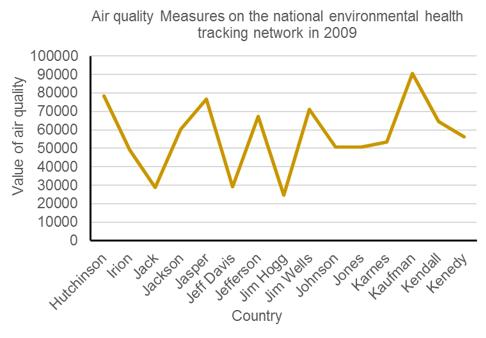 Air quality Measures on the national environmental health
tracking network in 2009
Value of air quality
100000
90000
80000
70000
60000
50000
40000
30000
20000
10000
0
Hutchinson
Irion
Jack
Jackson
Jasper
Jeff Davis
Jefferson
Jim Hogg
Jim Wells
Johnson
Jones
Karnes
Kaufman
Kendall
Kenedy
Country